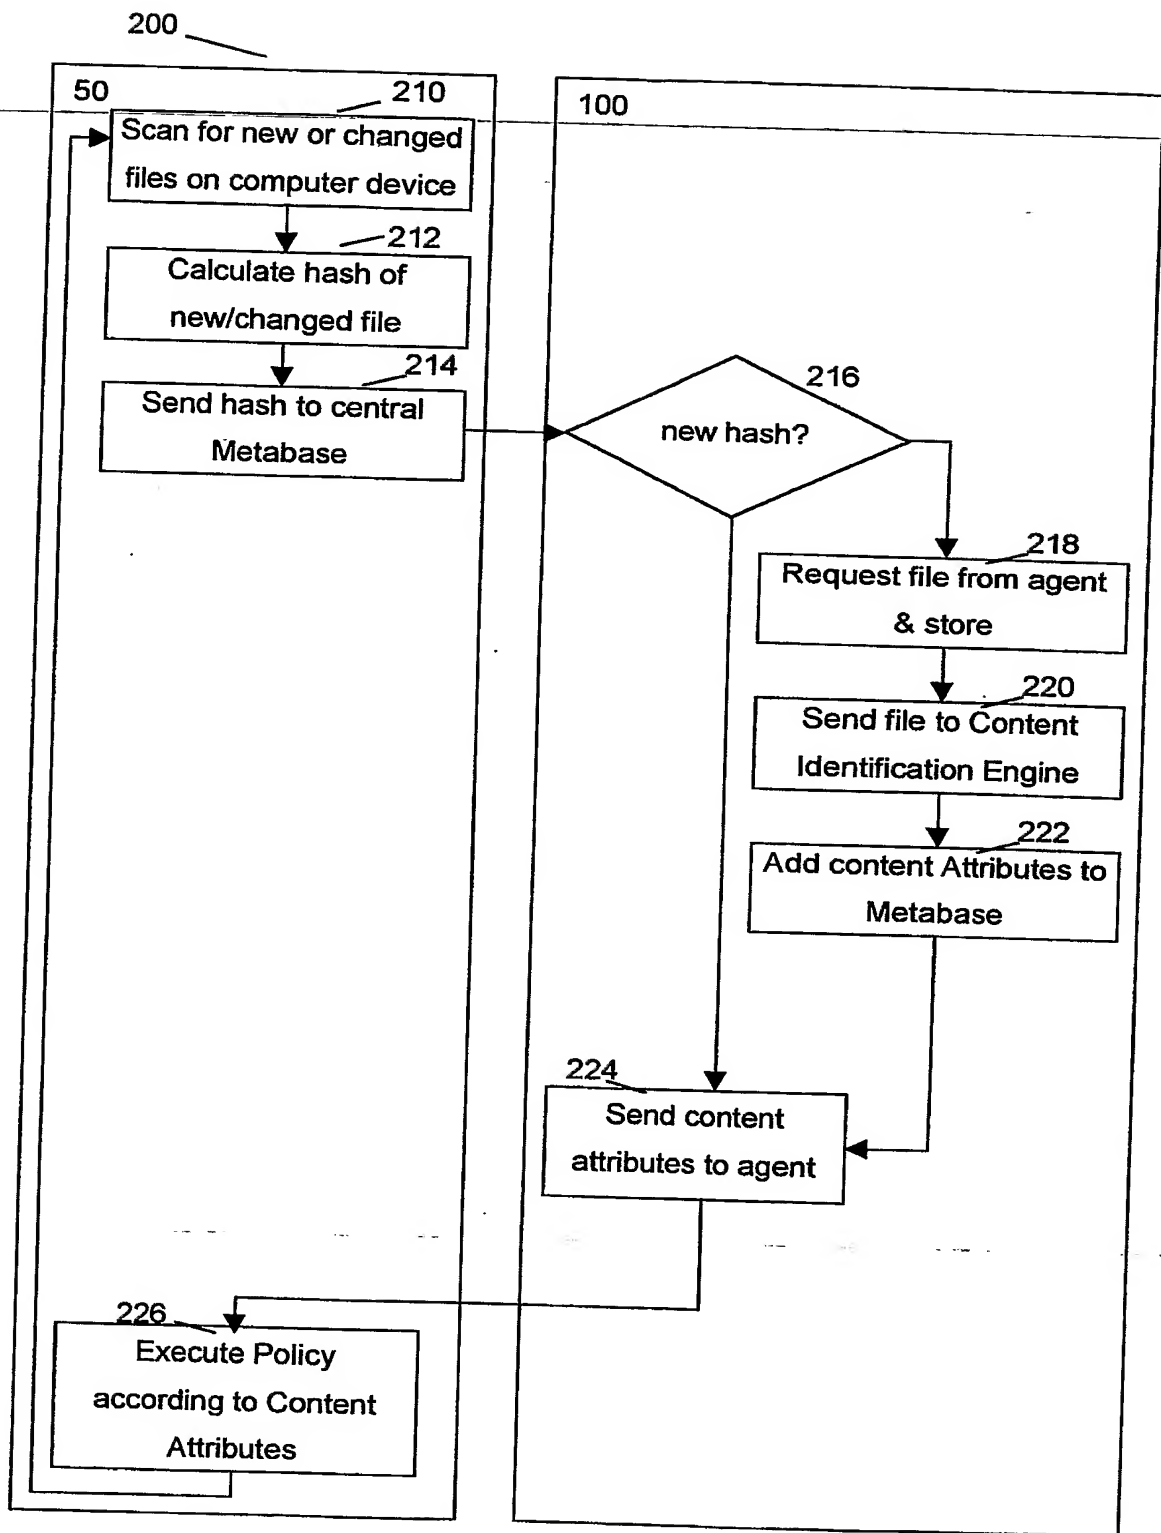 200
50
210
100
Scan for new or changed
files on computer device
212
Calculate hash of
new/changed file
214
Send hash to central
Metabase
216
new hash?
218
Request file from agent
& store
220
Send file to Content
Identification Engine
222
Add content Attributes to
Metabase
224
Send content
attributes to agent
226
Execute Policy
according to Content
Attributes